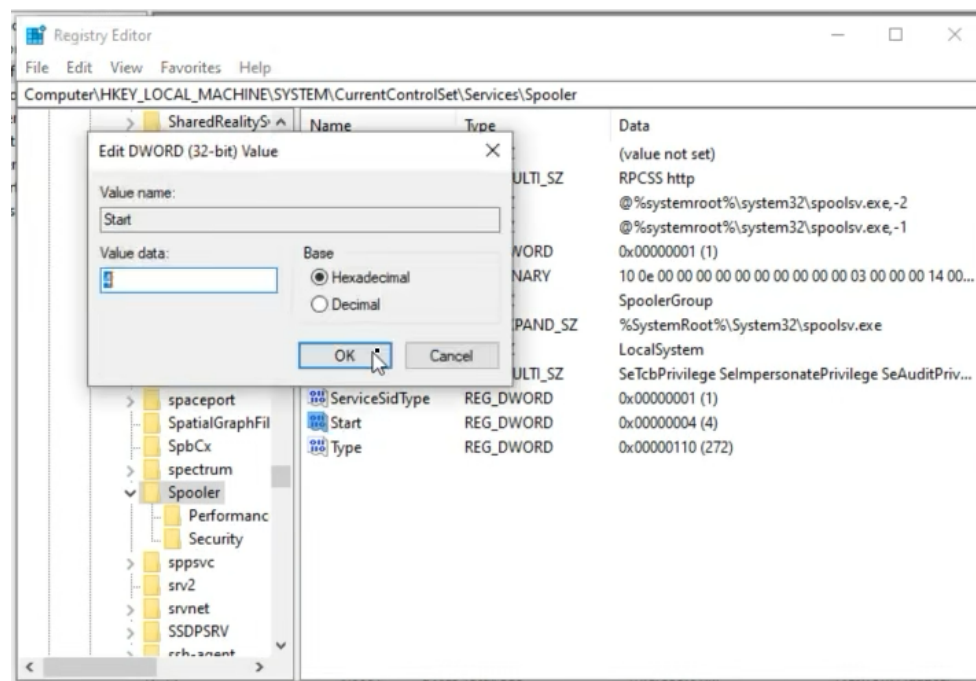 Registry Editor
File Edit View Favorites Help
Computer\HKEY_LOCAL_MACHINE\SYSTEM\CurrentControlSet\Services\Spooler
SharedRealityS
Name Type Data
Edit DWORD (32-bit) Value
(value not set)
ULTI_SZ RPCSS http
Value name:
@%systemroot%\system32\spoolsv.exe,-2
Start
@%systemroot%\system32\spoolsv.exe,-1
Value data: Base
WORD 0x00000001 (1)
4 Hexadecimal
NARY 10 0e 00 00 00 00 00 00 00 00 00 00 03 00 00 00 14 00...
Decimal
SpoolerGroup
PAND_SZ %SystemRoot%\System32\spoolsv.exe
OK Cancel
LocalSystem
ULTI_SZ SeTcbPrivilege SeImpersonatePrivilege SeAuditPriv...
spaceport ServiceSidType REG_DWORD 0x00000001 (1)
SpatialGraphFil Start REG_DWORD 0x00000004 (4)
SpbCx Type REG_DWORD 0x00000110 (272)
spectrum
Spooler
Performanc
Security
sppsvc
srv2
srvnet
SSDPSRV
ssh-agent